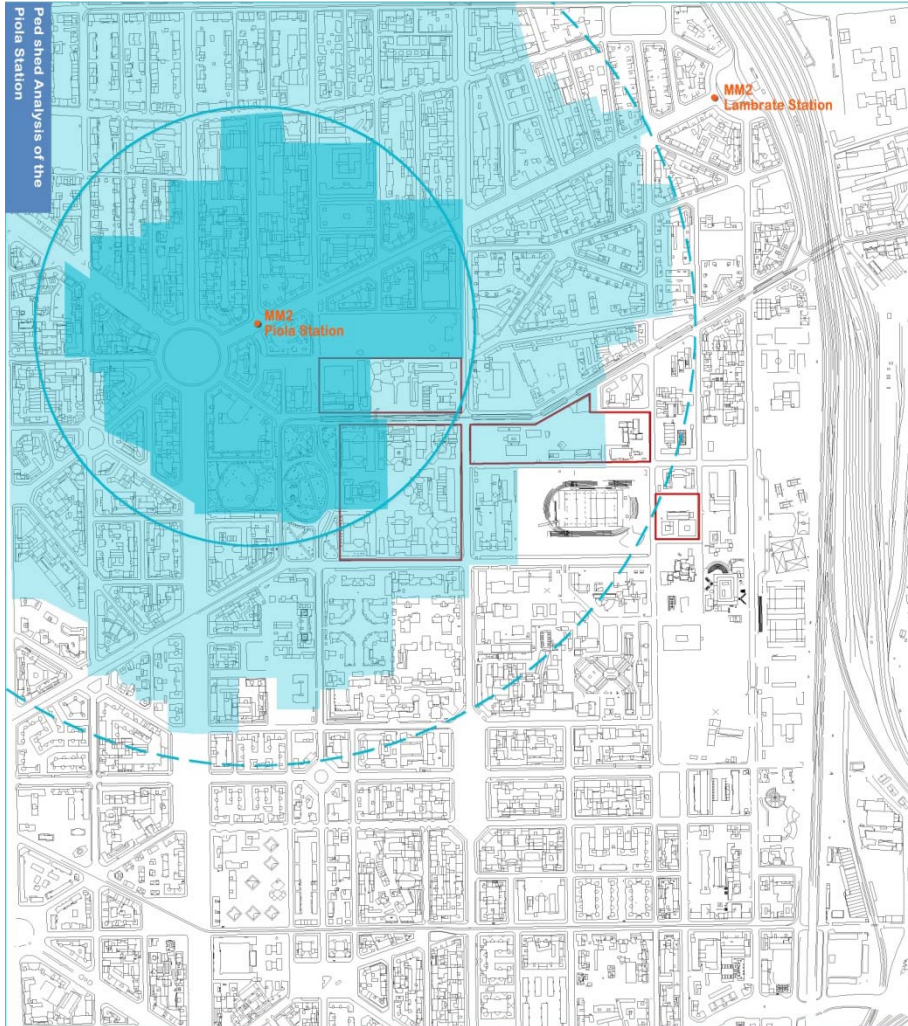 Ped shed Analysis of the
Piola Station
MM2
Lambrate Station
MM2
Piola Station